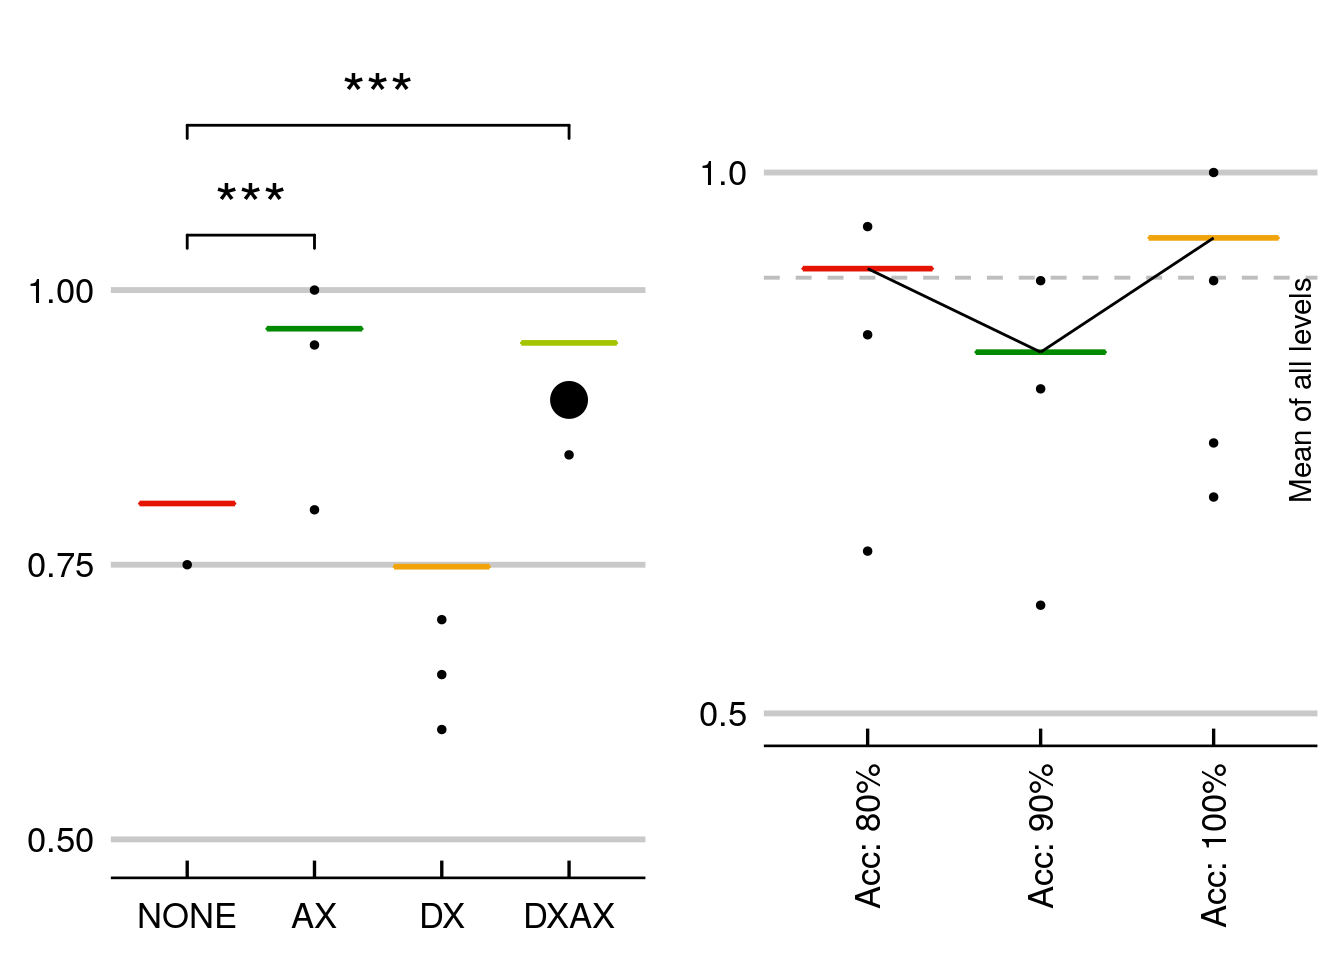 ***
***
1.00
0.75
0.50
NONE AX DX DXAX
1.0
0.5
Mean of all levels
Acc: 80%
Acc: 90%
Acc: 100%